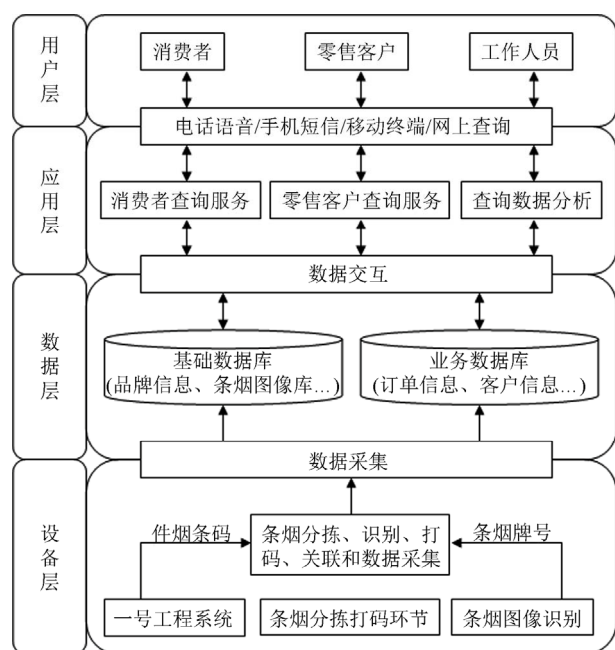 用户层
消费者
零售客户
工作人员
电话语音/手机短信/移动终端/网上查询
应用层
消费者查询服务
零售客户查询服务
查询数据分析
数据交互
数据层
基础数据库
(品牌信息、条烟图像库...)
业务数据库
(订单信息、客户信息...)
数据采集
设备层
件烟条码
条烟分拣、识别、打
码、关联和数据采集
条烟牌号
一号工程系统
条烟分拣打码环节
条烟图像识别